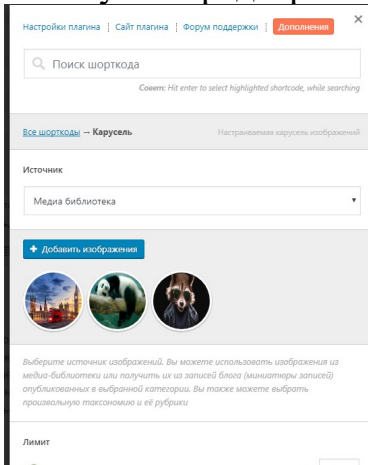 Настройки плагина | Сайт плагина | Форум поддержки | Дополнения ×
Поиск шорткода
Совет: Hit enter to select highlighted shortcode, while searching
Все шорткоды → Карусель Настраиваемая карусель изображений
Источник
Медиа библиотека
+ Добавить изображения
Выберите источник изображений. Вы можете использовать изображения из
медиа-библиотеки или получить их из записей блога (миниатюры записей)
опубликованных в выбранной категории. Вы также можете выбрать
произвольную таксономию и её рубрики
Лимит